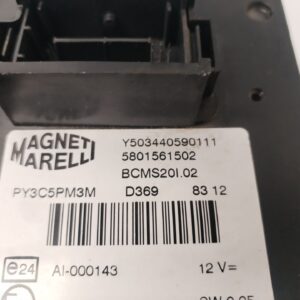 MAGNETI
MARELLI
Y503440590111
5801561502
BCMS20I.02
PY3C5PM3M D369 83 12
e24 AI-000143 12 V=